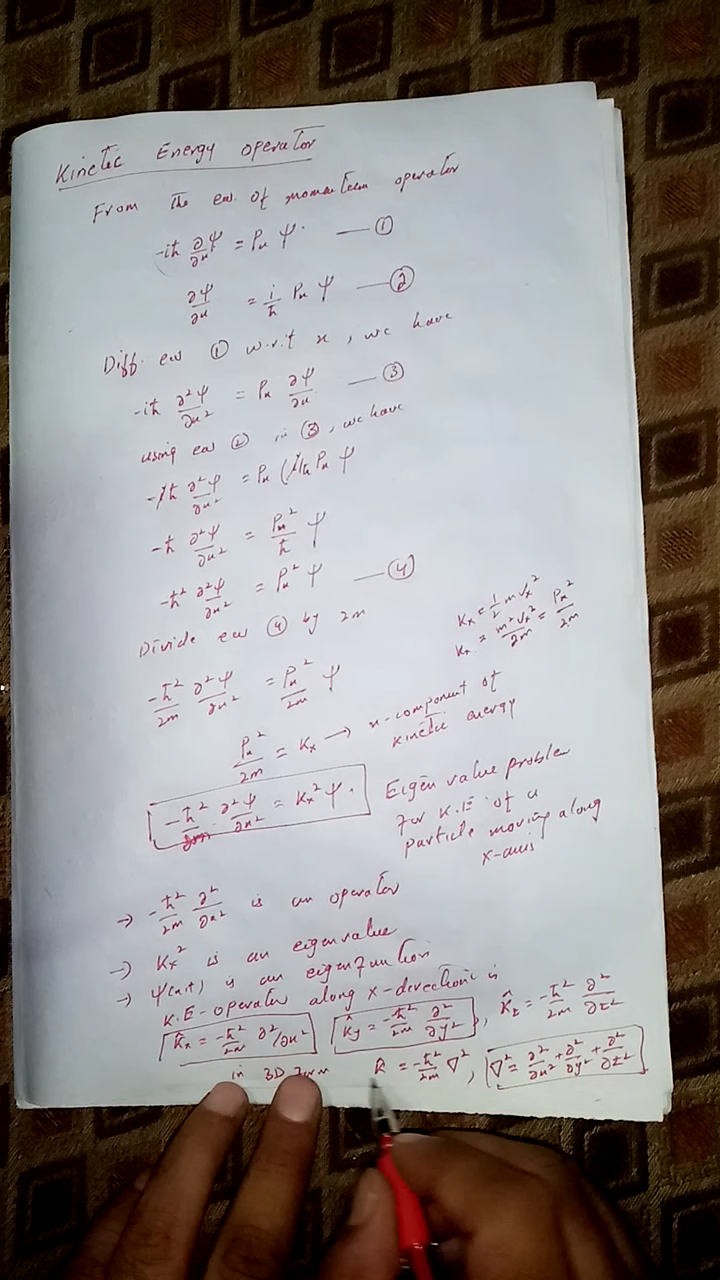 Kinetic Energy operator
From the eq. of momentum operator
-iħ ∂Ψ/∂x = Px Ψ. —①
∂Ψ/∂x = i/ħ Px Ψ —②
Diff. eq ① w.r.t x, we have
-iħ ∂²Ψ/∂x² = Px ∂Ψ/∂x —③
using eq ② in ③, we have
-iħ ∂²Ψ/∂x² = Px (i/ħ Px Ψ
-ħ ∂²Ψ/∂x² = Px²/ħ Ψ
-ħ² ∂²Ψ/∂x² = Px² Ψ —④
Kx = 1/2 m Vx²
Kx = m² Vx²/2m = Px²/2m
Divide eq ④ by 2m
-ħ²/2m ∂²Ψ/∂x² = Px²/2m Ψ
Px²/2m = Kx → x-component of
kinetic energy
-ħ²/2m ∂²Ψ/∂x² = Kx² Ψ.
Eigen value problem
for K.E of a
particle moving along
x-axis
→ -ħ²/2m ∂²/∂x² is an operator
→ Kx² is an eigenvalue
→ Ψ(x,t) is an eigenfunction
K.E-operator along x-direction is
K̂x = -ħ²/2m ∂²/∂x² K̂y = -ħ²/2m ∂²/∂y², K̂z = -ħ²/2m ∂²/∂z²
in 3D form K̂ = -ħ²/2m ∇², ∇² = ∂²/∂x² + ∂²/∂y² + ∂²/∂z²